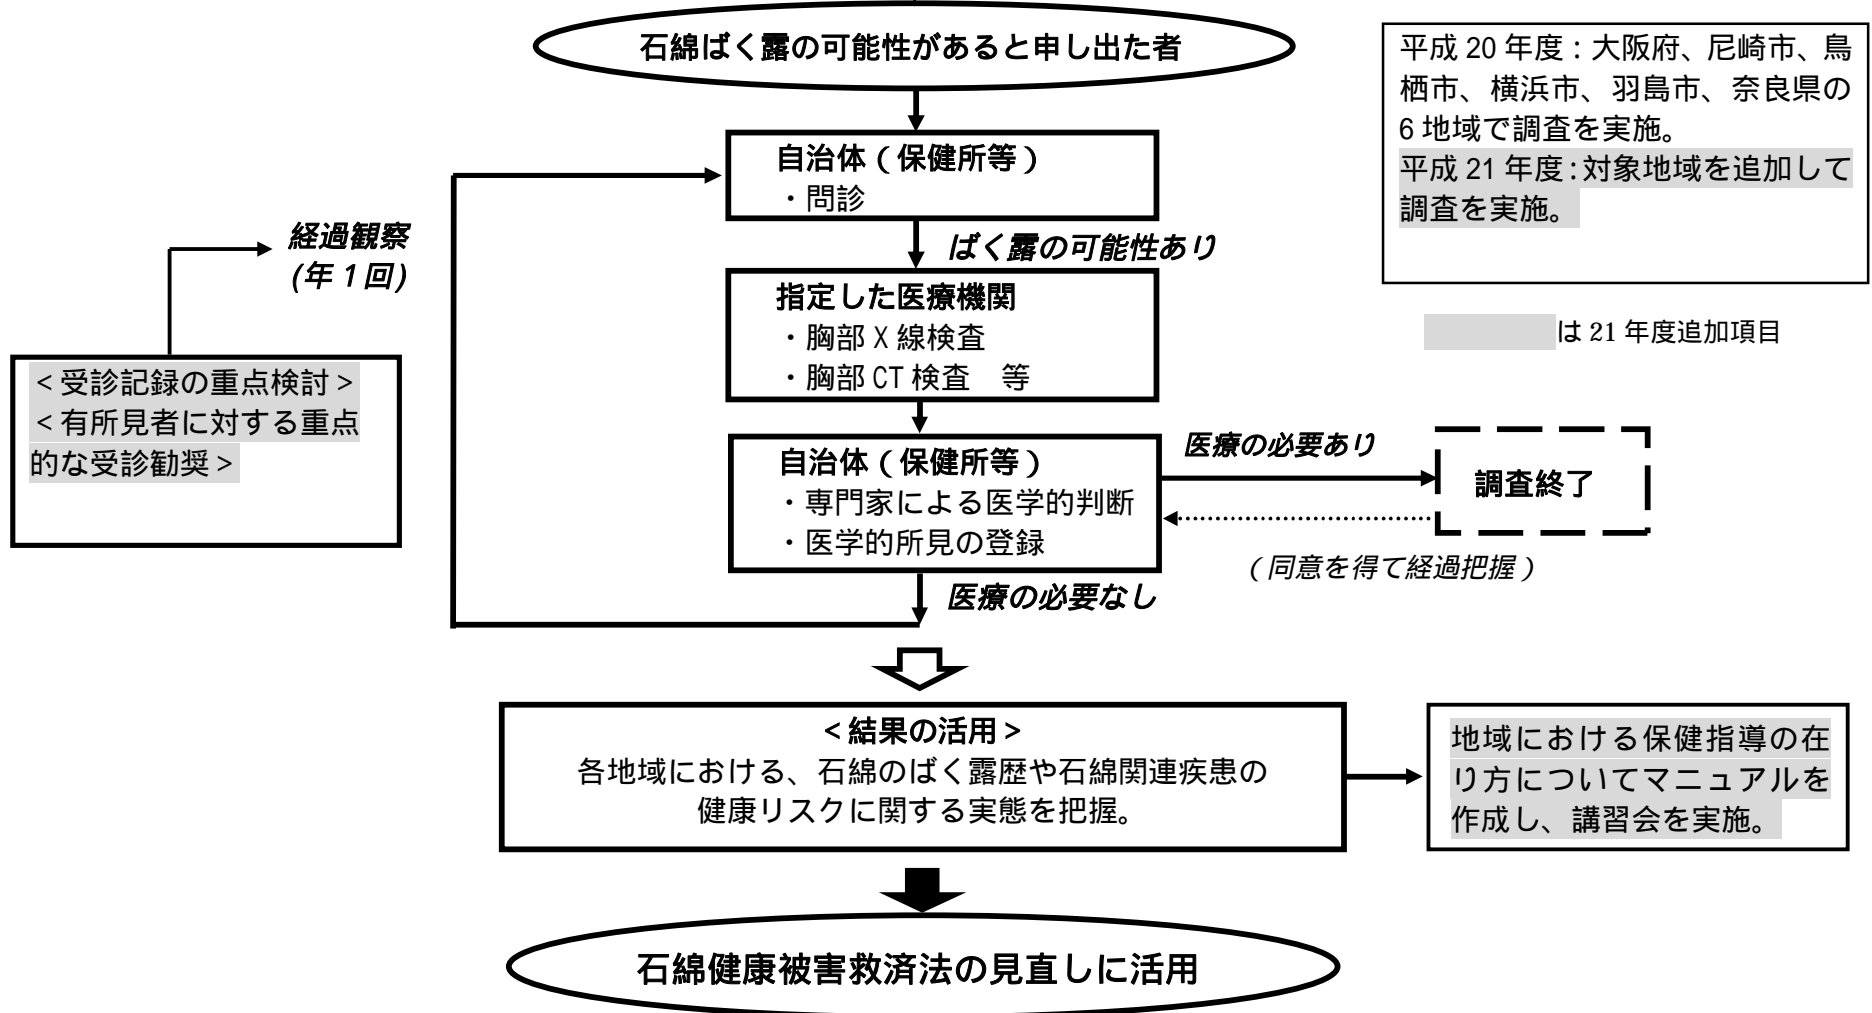 石綿ばく露の可能性があると申し出た者
平成 20 年度：大阪府、尼崎市、鳥
栖市、横浜市、羽島市、奈良県の
6 地域で調査を実施。
平成 21 年度：対象地域を追加して
調査を実施。
は 21 年度追加項目
自治体（保健所等）
・問診
ばく露の可能性あり
経過観察
(年 1 回)
指定した医療機関
・胸部 X 線検査
・胸部 CT 検査　等
＜受診記録の重点検討＞
＜有所見者に対する重点
的な受診勧奨＞
自治体（保健所等）
・専門家による医学的判断
・医学的所見の登録
医療の必要あり
調査終了
（同意を得て経過把握）
医療の必要なし
＜結果の活用＞
各地域における、石綿のばく露歴や石綿関連疾患の
健康リスクに関する実態を把握。
地域における保健指導の在
り方についてマニュアルを
作成し、講習会を実施。
石綿健康被害救済法の見直しに活用